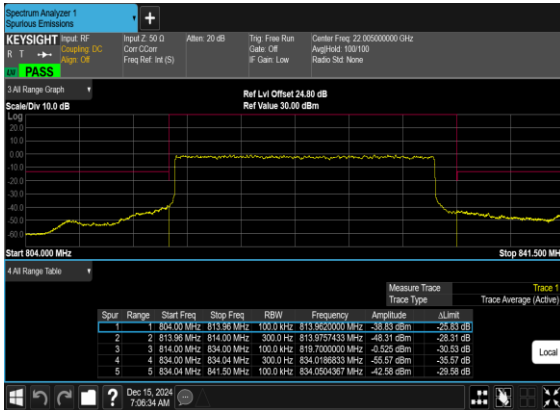 Spectrum Analyzer 1
Spurious Emissions
KEYSIGHT Input: RF Input Z: 50 Ω Atten: 20 dB Trig: Free Run Center Freq: 22.005000000 GHz
R T Coupling: DC Corr CCorr Gate: Off Avg|Hold: 100/100
Align: Off Freq Ref: Int (S) IF Gain: Low Radio Std: None
PASS
3 All Range Graph
Ref Lvl Offset 24.80 dB
Scale/Div 10.0 dB Ref Value 30.00 dBm
Log
20.0
10.0
0.00
-10.0
-20.0
-30.0
-40.0
-50.0
-60.0
Start 804.000 MHz Stop 841.500 MH
4 All Range Table
Measure Trace Trace 1
Trace Type Trace Average (Active)
Spur Range Start Freq Stop Freq RBW Frequency Amplitude ΔLimit
1 1 804.00 MHz 813.96 MHz 100.0 kHz 813.9620000 MHz -38.83 dBm -25.83 dB
2 2 813.96 MHz 814.00 MHz 300.0 Hz 813.9757433 MHz -48.31 dBm -28.31 dB
3 3 814.00 MHz 834.00 MHz 100.0 kHz 819.7000000 MHz -0.525 dBm -30.53 dB
4 4 834.00 MHz 834.04 MHz 300.0 Hz 834.0186833 MHz -55.57 dBm -35.57 dB
5 5 834.04 MHz 841.50 MHz 100.0 kHz 834.0504367 MHz -42.58 dBm -29.58 dB
Local
? Dec 15, 2024
7:06:34 AM